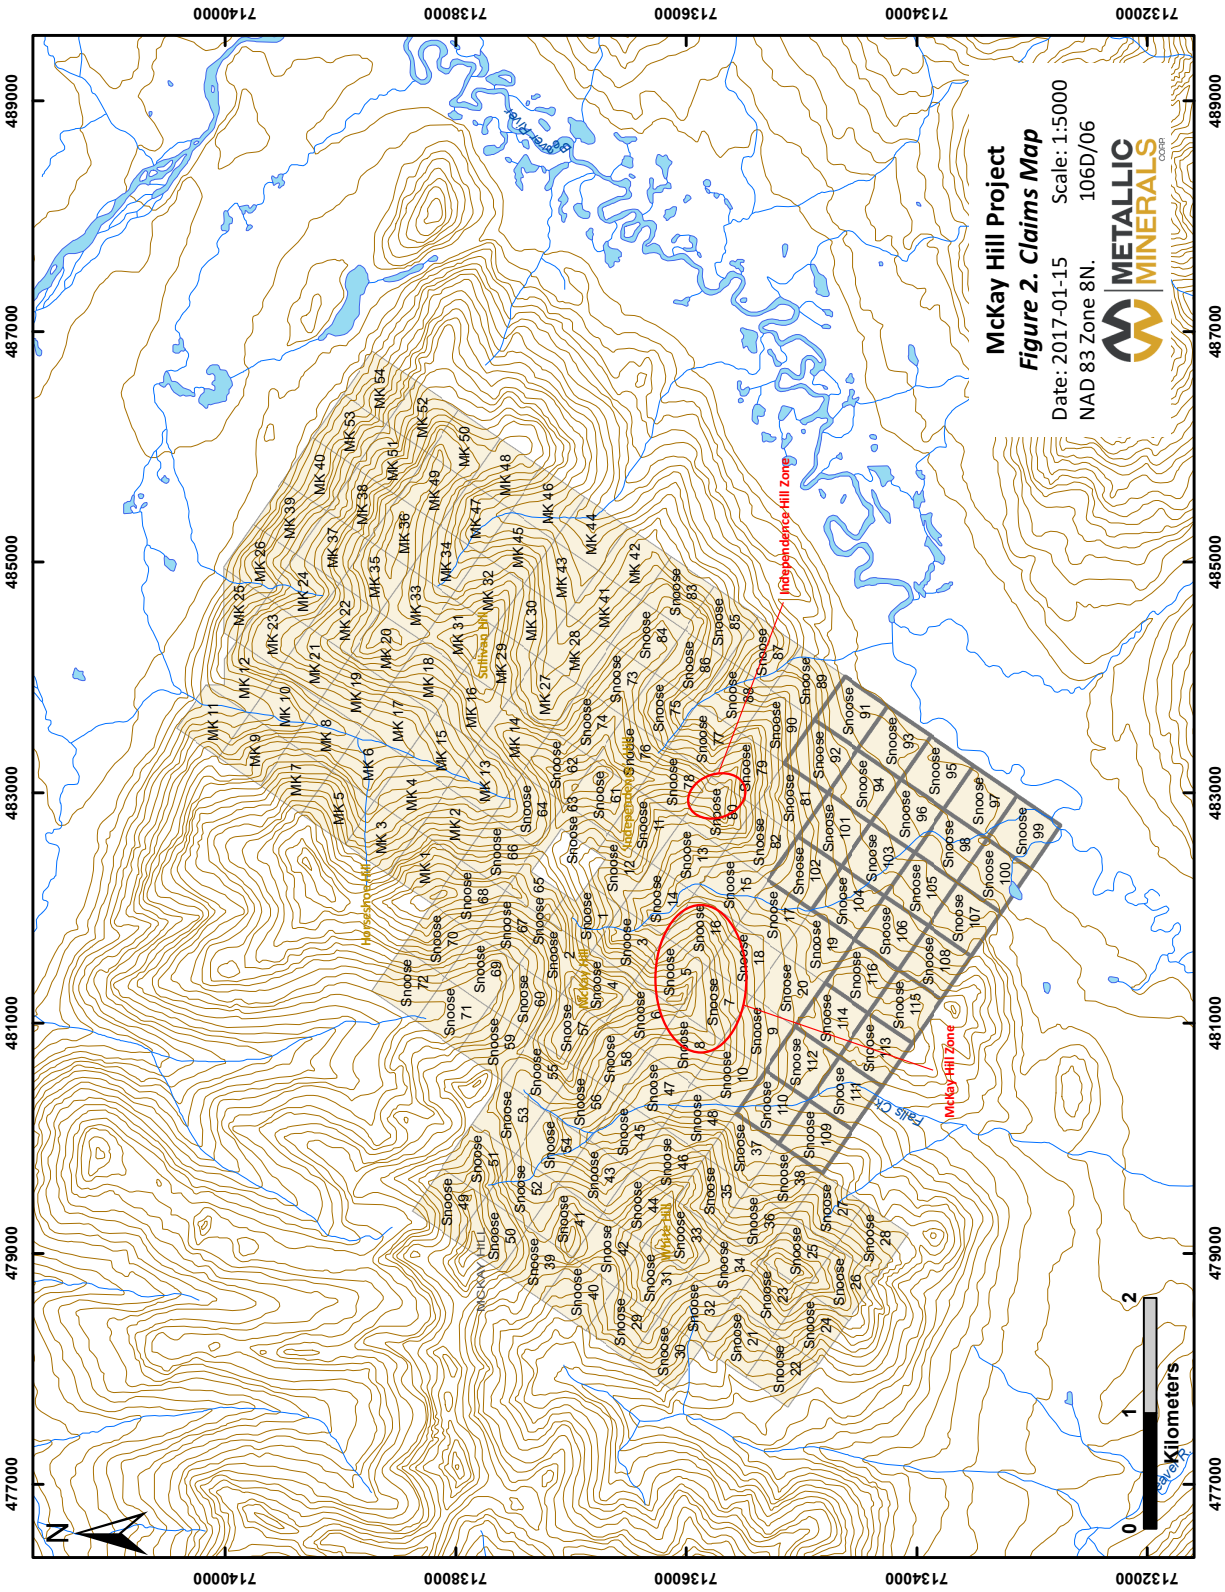 McKay Hill Project
Figure 2. Claims Map
Date: 2017-01-15 Scale: 1:50000
NAD 83 Zone 8N. 106D/06
METALLIC
MINERALS
CORP
N
0 1 2
Kilometers
477000 479000 481000 483000 485000 487000 489000
477000 479000 481000 483000 485000 487000 489000
7140000
7138000
7136000
7134000
7132000
7140000
7138000
7136000
7134000
7132000
Horseshoe Hill
Sullivan Hill
McKay Hill
White Hill
MCKAY HILL
Independence Hill Zone
McKay Hill Zone
Beaver River
Falls Ck
MK 1
MK 2
MK 3
MK 4
MK 5
MK 6
MK 7
MK 8
MK 9
MK 10
MK 11
MK 12
MK 13
MK 14
MK 15
MK 16
MK 17
MK 18
MK 19
MK 20
MK 21
MK 22
MK 23
MK 24
MK 25
MK 26
MK 27
MK 28
MK 29
MK 30
MK 31
MK 32
MK 33
MK 34
MK 35
MK 36
MK 37
MK 38
MK 39
MK 40
MK 41
MK 42
MK 43
MK 44
MK 45
MK 46
MK 47
MK 48
MK 49
MK 50
MK 51
MK 52
MK 53
MK 54
Snoose 1
Snoose 2
Snoose 3
Snoose 4
Snoose 5
Snoose 6
Snoose 7
Snoose 8
Snoose 9
Snoose 10
Snoose 11
Snoose 12
Snoose 13
Snoose 14
Snoose 15
Snoose 16
Snoose 17
Snoose 18
Snoose 19
Snoose 20
Snoose 21
Snoose 22
Snoose 23
Snoose 24
Snoose 25
Snoose 26
Snoose 27
Snoose 28
Snoose 29
Snoose 30
Snoose 31
Snoose 32
Snoose 33
Snoose 34
Snoose 35
Snoose 36
Snoose 37
Snoose 38
Snoose 39
Snoose 40
Snoose 41
Snoose 42
Snoose 43
Snoose 44
Snoose 45
Snoose 46
Snoose 47
Snoose 48
Snoose 49
Snoose 50
Snoose 51
Snoose 52
Snoose 53
Snoose 54
Snoose 55
Snoose 56
Snoose 57
Snoose 58
Snoose 59
Snoose 60
Snoose 61
Snoose 62
Snoose 63
Snoose 64
Snoose 65
Snoose 66
Snoose 67
Snoose 68
Snoose 69
Snoose 70
Snoose 71
Snoose 72
Snoose 73
Snoose 74
Snoose 75
Snoose 76
Snoose 77
Snoose 78
Snoose 79
Snoose 80
Snoose 81
Snoose 82
Snoose 83
Snoose 84
Snoose 85
Snoose 86
Snoose 87
Snoose 88
Snoose 89
Snoose 90
Snoose 91
Snoose 92
Snoose 93
Snoose 94
Snoose 95
Snoose 96
Snoose 97
Snoose 98
Snoose 99
Snoose 100
Snoose 101
Snoose 102
Snoose 103
Snoose 104
Snoose 105
Snoose 106
Snoose 107
Snoose 108
Snoose 109
Snoose 110
Snoose 111
Snoose 112
Snoose 113
Snoose 114
Snoose 115
Snoose 116